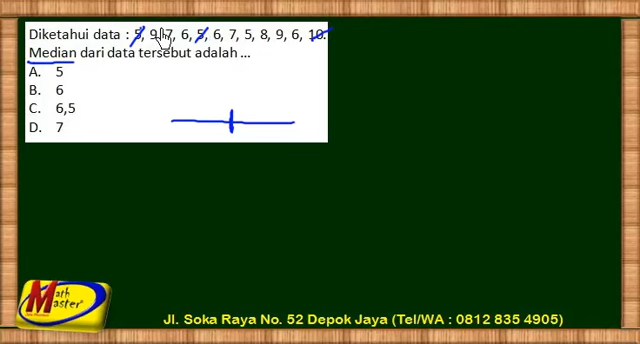 Diketahui data : 5, 9, 7, 6, 5, 6, 7, 5, 8, 9, 6, 10.
Median dari data tersebut adalah ...
A. 5
B. 6
C. 6,5
D. 7
Math
Master
Jl. Soka Raya No. 52 Depok Jaya (Tel/WA : 0812 835 4905)